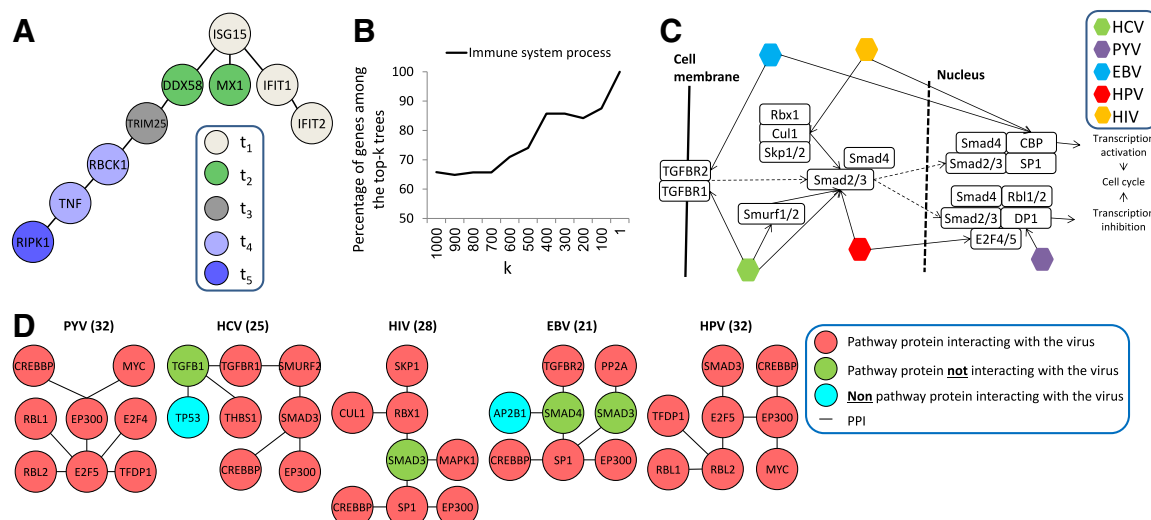 A
ISG15
DDX58
MX1
IFIT1
TRIM25
IFIT2
RBCK1
TNF
RIPK1
t1
t2
t3
t4
t5
B
Immune system process
Percentage of genes among
the top-k trees
100
90
80
70
60
50
1000
900
800
700
600
500
400
300
200
100
1
k
C
Cell
membrane
Nucleus
HCV
PYV
EBV
HPV
HIV
Rbx1
Cul1
Skp1/2
Smad4
Smad2/3
TGFBR2
TGFBR1
Smurf1/2
Smad4
CBP
Smad2/3
SP1
Smad4
Rbl1/2
Smad2/3
DP1
E2F4/5
Transcription
activation
Cell cycle
Transcription
inhibition
D
PYV (32)
CREBBP
MYC
RBL1
EP300
E2F4
RBL2
E2F5
TFDP1
HCV (25)
TGFB1
TGFBR1
SMURF2
TP53
THBS1
SMAD3
CREBBP
EP300
HIV (28)
SKP1
CUL1
RBX1
SMAD3
MAPK1
CREBBP
SP1
EP300
EBV (21)
TGFBR2
PP2A
AP2B1
SMAD4
SMAD3
CREBBP
SP1
EP300
HPV (32)
SMAD3
CREBBP
TFDP1
E2F5
EP300
RBL1
RBL2
MYC
Pathway protein interacting with the virus
Pathway protein not interacting with the virus
Non pathway protein interacting with the virus
PPI